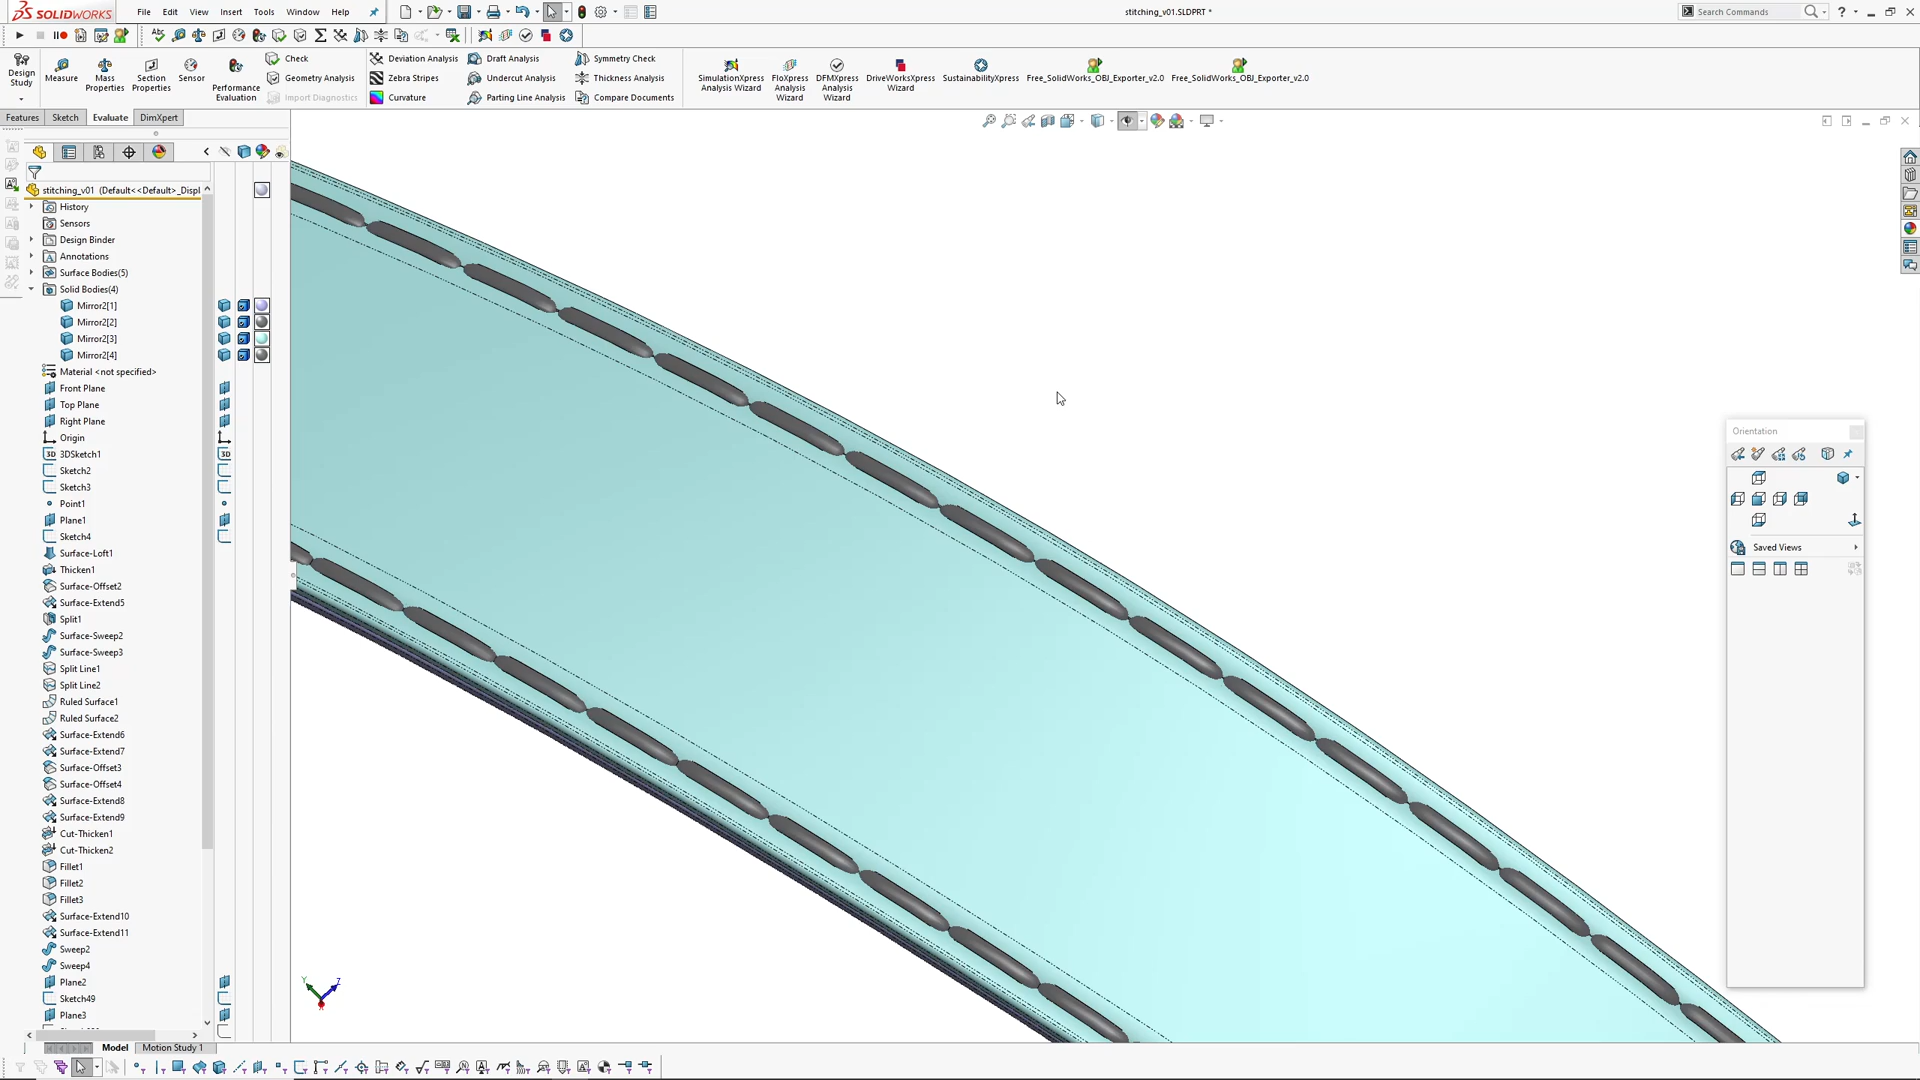 SOLIDWORKS
File Edit View Insert Tools Window Help
stitching_v01.SLDPRT *
Search Commands
Design Study
Measure
Mass Properties
Section Properties
Sensor
Performance Evaluation
Check
Geometry Analysis
Import Diagnostics
Deviation Analysis
Zebra Stripes
Curvature
Draft Analysis
Undercut Analysis
Parting Line Analysis
Symmetry Check
Thickness Analysis
Compare Documents
SimulationXpress Analysis Wizard
FloXpress Analysis Wizard
DFMXpress Analysis Wizard
DriveWorksXpress Wizard
SustainabilityXpress
Free_SolidWorks_OBJ_Exporter_v2.0
Free_SolidWorks_OBJ_Exporter_v2.0
Features Sketch Evaluate DimXpert
stitching_v01 (Default<<Default>_Displ
History
Sensors
Design Binder
Annotations
Surface Bodies(5)
Solid Bodies(4)
Mirror2[1]
Mirror2[2]
Mirror2[3]
Mirror2[4]
Material <not specified>
Front Plane
Top Plane
Right Plane
Origin
3DSketch1
Sketch2
Sketch3
Point1
Plane1
Sketch4
Surface-Loft1
Thicken1
Surface-Offset2
Surface-Extend5
Split1
Surface-Sweep2
Surface-Sweep3
Split Line1
Split Line2
Ruled Surface1
Ruled Surface2
Surface-Extend6
Surface-Extend7
Surface-Offset3
Surface-Offset4
Surface-Extend8
Surface-Extend9
Cut-Thicken1
Cut-Thicken2
Fillet1
Fillet2
Fillet3
Surface-Extend10
Surface-Extend11
Sweep2
Sweep4
Plane2
Sketch49
Plane3
Orientation
Saved Views
Model Motion Study 1